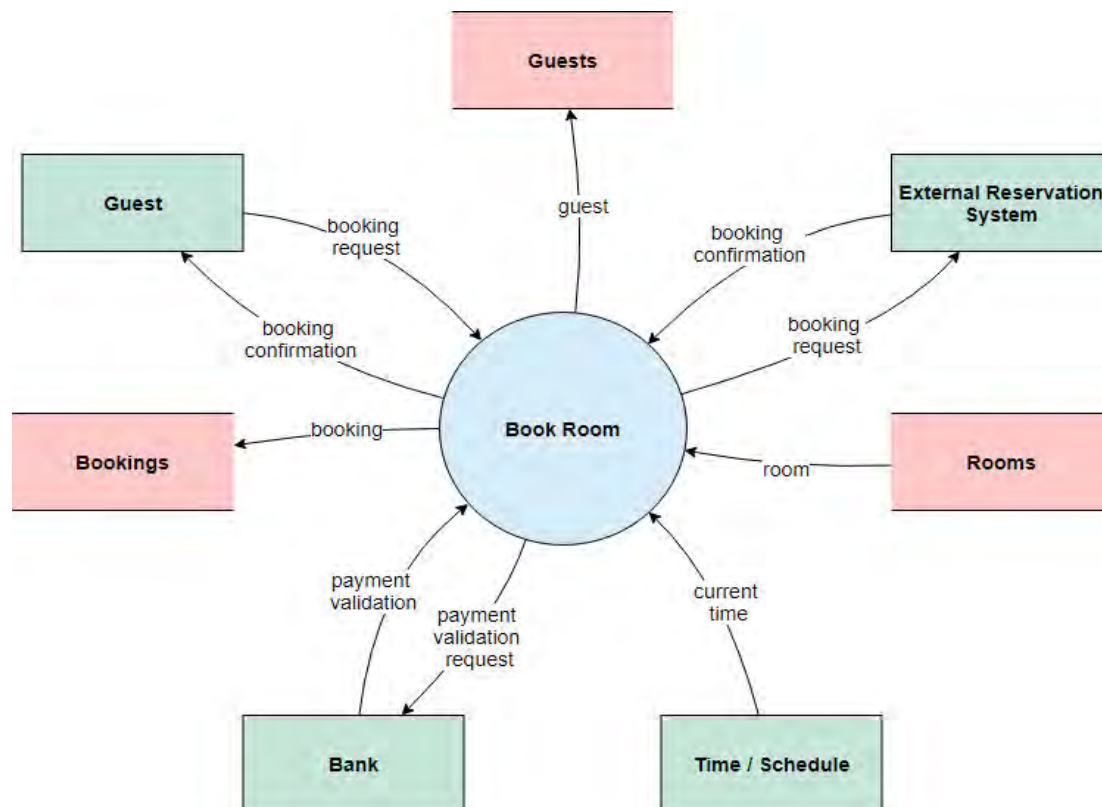 Guests
Guest
External Reservation
System
guest
booking
request
booking
confirmation
booking
confirmation
booking
request
Book Room
booking
Bookings
room
Rooms
payment
validation
payment
validation
request
current
time
Bank
Time / Schedule